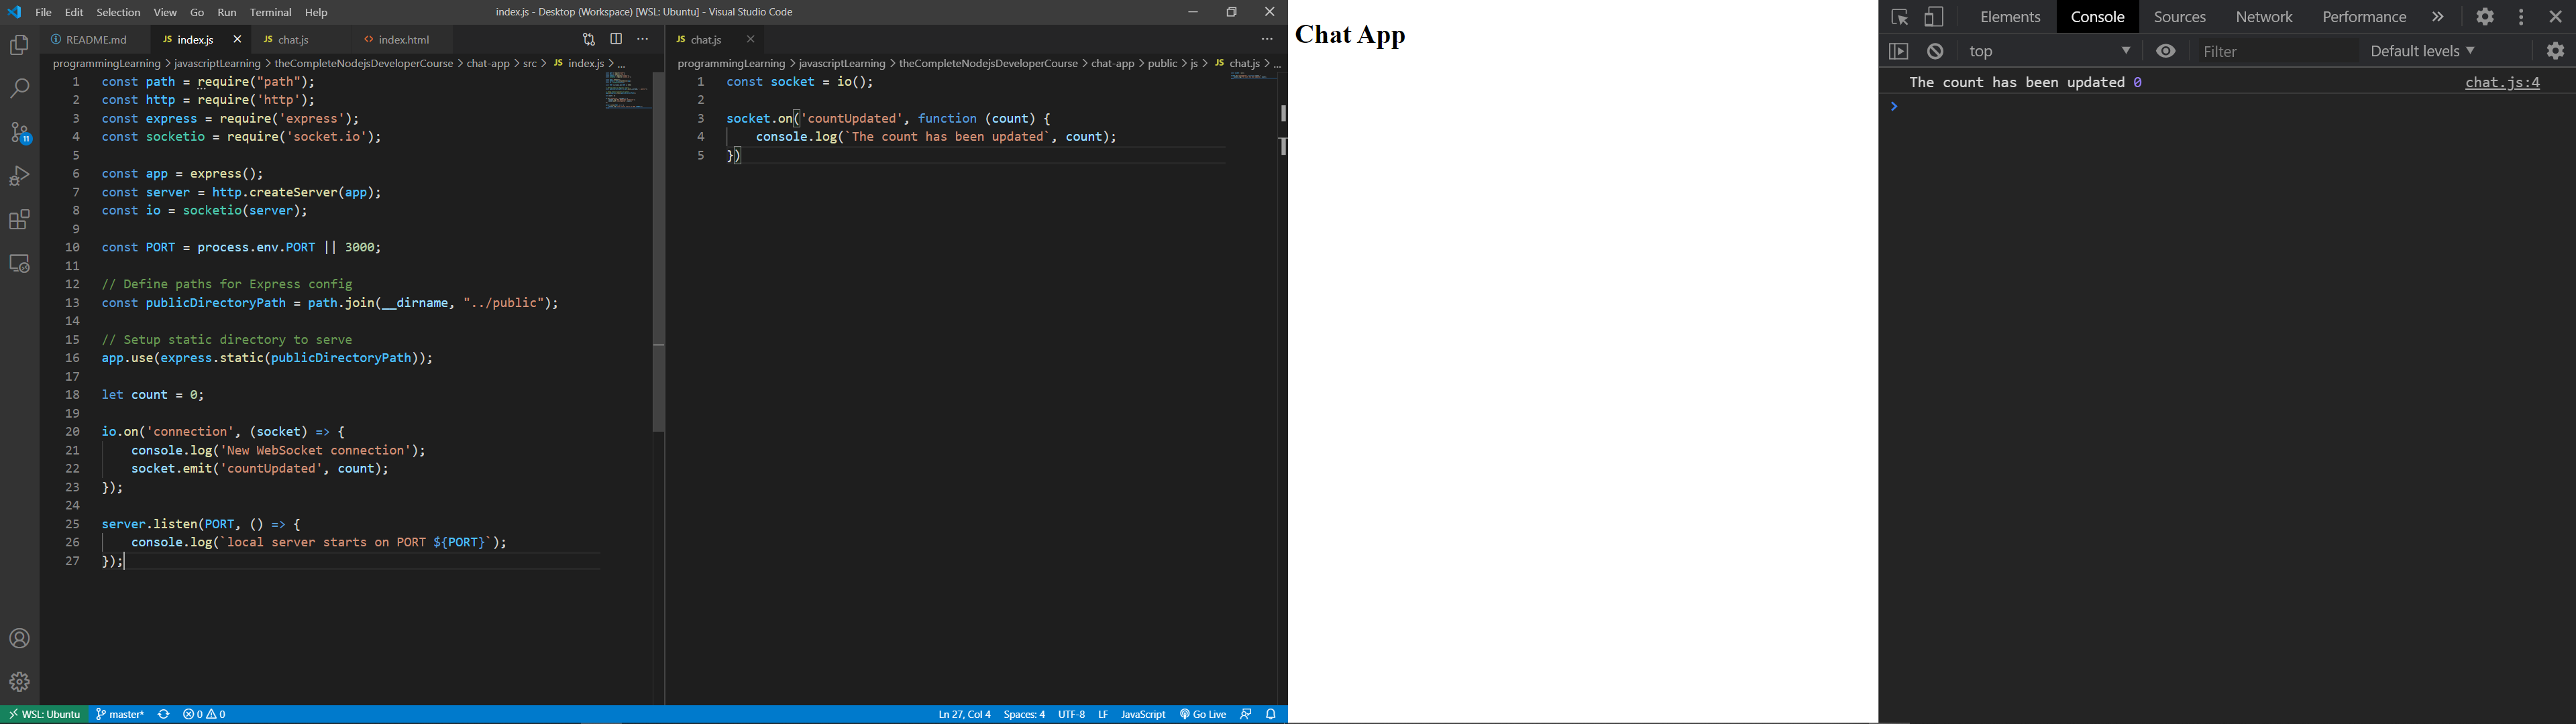 File Edit Selection View Go Run Terminal Help
index.js - Desktop (Workspace) [WSL: Ubuntu] - Visual Studio Code
README.md
JS index.js
JS chat.js
<> index.html
programmingLearning > javascriptLearning > theCompleteNodejsDeveloperCourse > chat-app > src > JS index.js > ...
1 const path = require("path");
2 const http = require('http');
3 const express = require('express');
4 const socketio = require('socket.io');
5
6 const app = express();
7 const server = http.createServer(app);
8 const io = socketio(server);
9
10 const PORT = process.env.PORT || 3000;
11
12 // Define paths for Express config
13 const publicDirectoryPath = path.join(__dirname, "../public");
14
15 // Setup static directory to serve
16 app.use(express.static(publicDirectoryPath));
17
18 let count = 0;
19
20 io.on('connection', (socket) => {
21 console.log('New WebSocket connection');
22 socket.emit('countUpdated', count);
23 });
24
25 server.listen(PORT, () => {
26 console.log(`local server starts on PORT ${PORT}`);
27 });
11
JS chat.js
programmingLearning > javascriptLearning > theCompleteNodejsDeveloperCourse > chat-app > public > js > JS chat.js > ...
1 const socket = io();
2
3 socket.on('countUpdated', function (count) {
4 console.log(`The count has been updated`, count);
5 })
WSL: Ubuntu master* 0 0
Ln 27, Col 4 Spaces: 4 UTF-8 LF JavaScript Go Live
Chat App
Elements Console Sources Network Performance »
top Filter Default levels
The count has been updated 0 chat.js:4